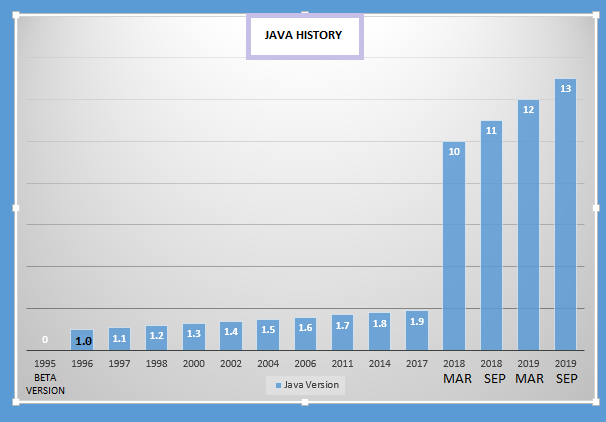 JAVA HISTORY
13
12
11
10
0 1.0 1.1 1.2 1.3 1.4 1.5 1.6 1.7 1.8 1.9
1995 1996 1997 1998 2000 2002 2004 2006 2011 2014 2017 2018 2018 2019 2019
BETA MAR SEP MAR SEP
VERSION
Java Version